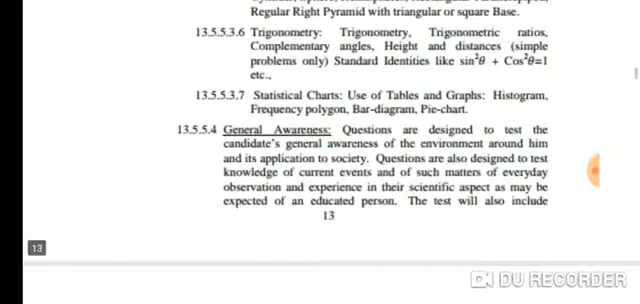 Regular Right Pyramid with triangular or square Base.
13.5.5.3.6 Trigonometry: Trigonometry, Trigonometric ratios,
Complementary angles, Height and distances (simple
problems only) Standard Identities like sin²θ + Cos²θ=1
etc.,
13.5.5.3.7 Statistical Charts: Use of Tables and Graphs: Histogram,
Frequency polygon, Bar-diagram, Pie-chart.
13.5.5.4 General Awareness: Questions are designed to test the
candidate's general awareness of the environment around him
and its application to society. Questions are also designed to test
knowledge of current events and of such matters of everyday
observation and experience in their scientific aspect as may be
expected of an educated person. The test will also include
13
13
DU RECORDER